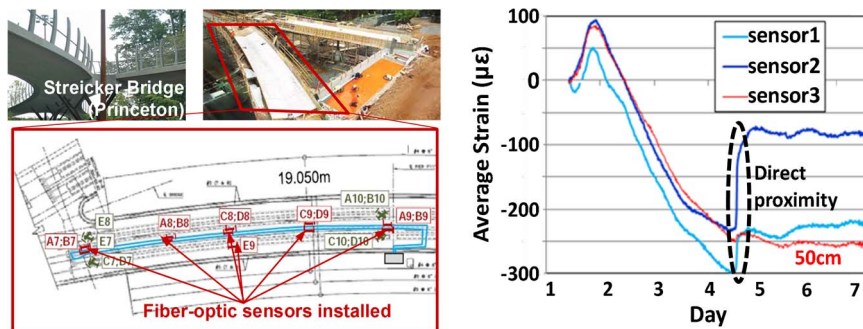 Streicker Bridge
(Princeton)
19.050m
A10;B10
E8
A8;B8
C8;D8
C9;D9
A9;B9
A7;B7
E7
E9
C10;D10
C7;D7
Fiber-optic sensors installed
Average Strain (με)
100
0
-100
-200
-300
sensor1
sensor2
sensor3
Direct
proximity
50cm
1
2
3
4
5
6
7
Day